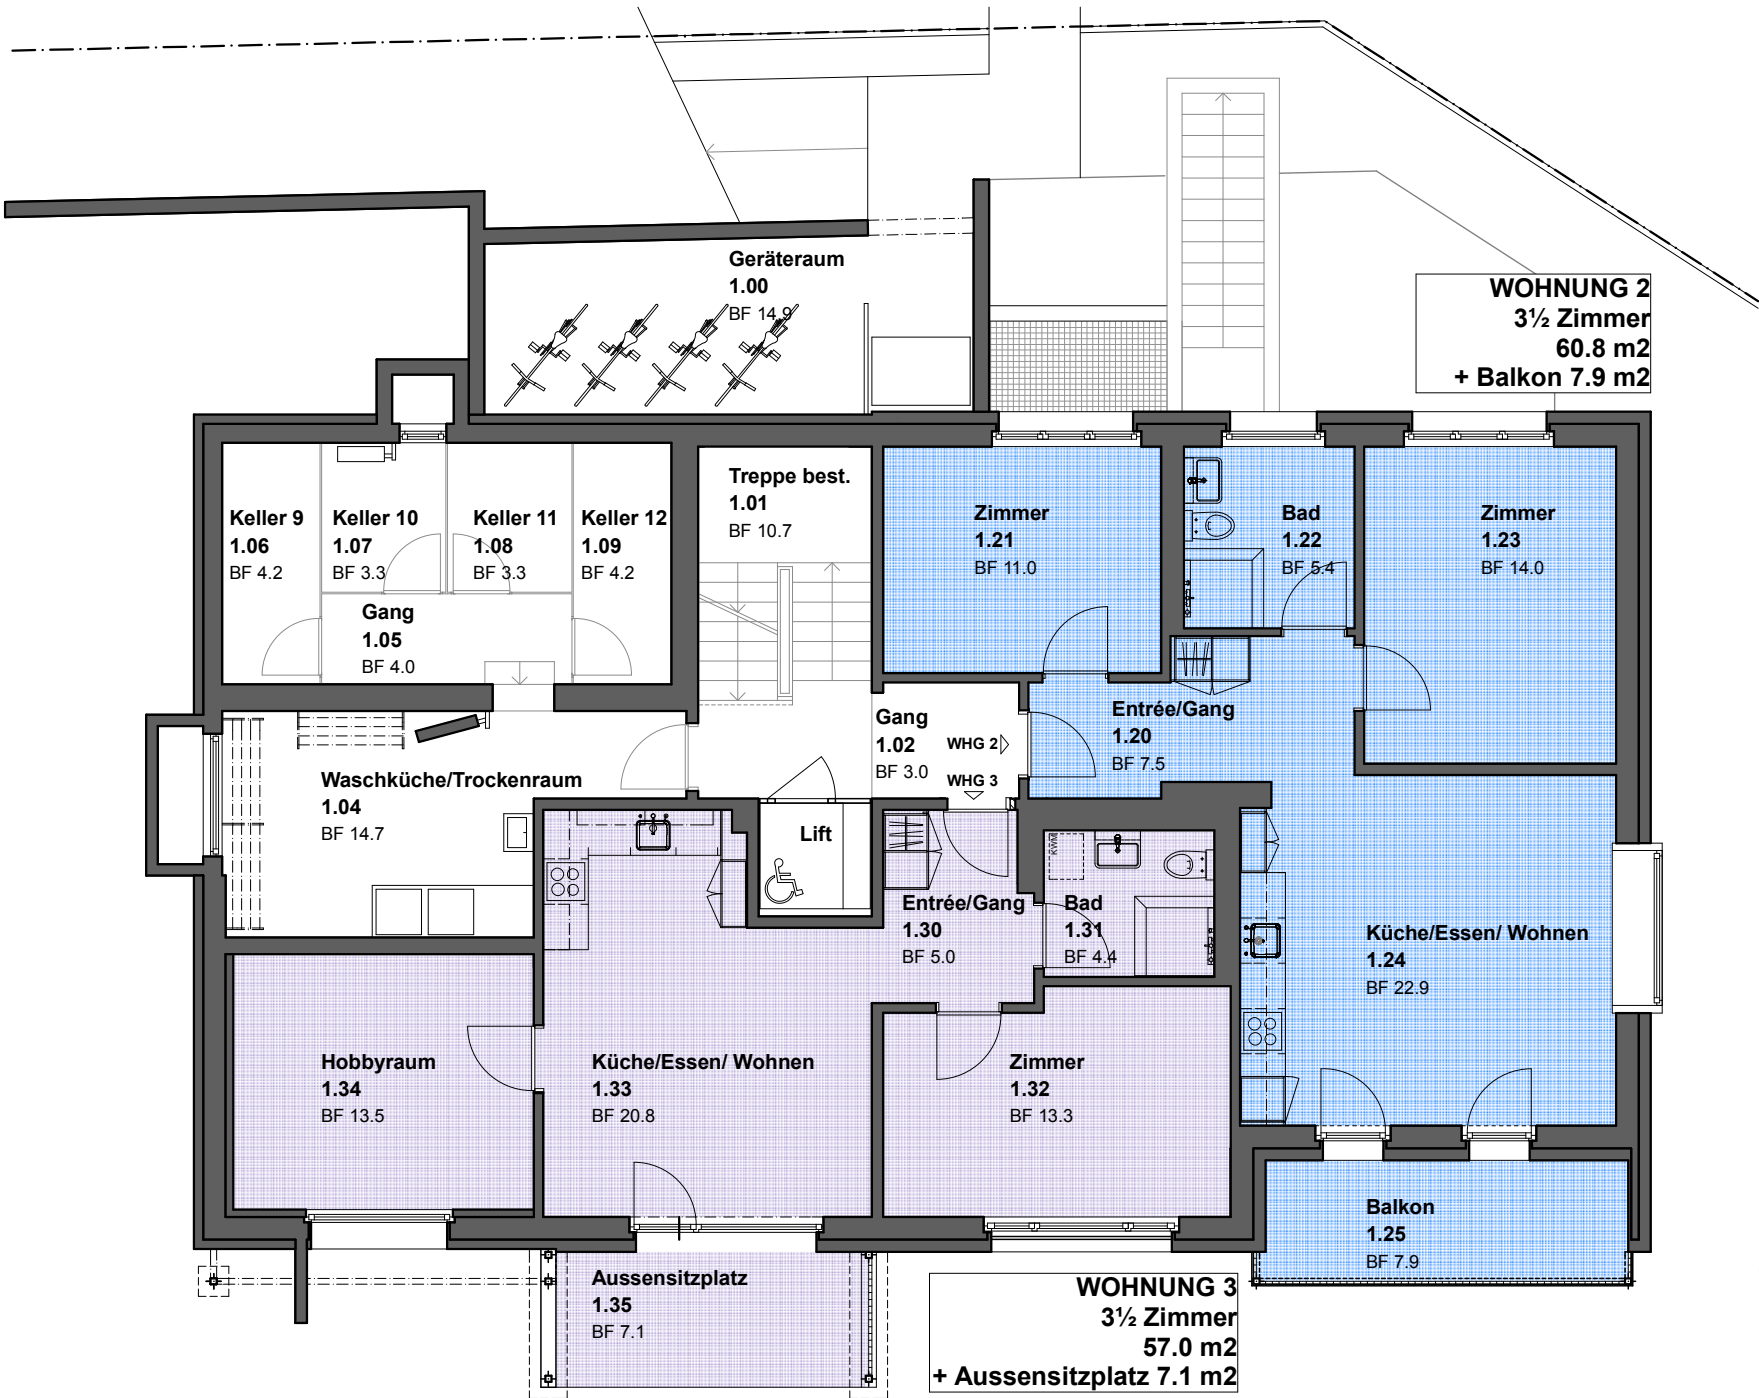 Geräteraum
1.00
BF 14.9
WOHNUNG 2
3½ Zimmer
60.8 m2
+ Balkon 7.9 m2
Keller 9
1.06
BF 4.2
Keller 10
1.07
BF 3.3
Keller 11
1.08
BF 3.3
Keller 12
1.09
BF 4.2
Treppe best.
1.01
BF 10.7
Zimmer
1.21
BF 11.0
Bad
1.22
BF 5.4
Zimmer
1.23
BF 14.0
Gang
1.05
BF 4.0
Gang
1.02
BF 3.0
WHG 2
WHG 3
Entrée/Gang
1.20
BF 7.5
Waschküche/Trockenraum
1.04
BF 14.7
Lift
KWM
Entrée/Gang
1.30
BF 5.0
Bad
1.31
BF 4.4
Küche/Essen/ Wohnen
1.24
BF 22.9
Hobbyraum
1.34
BF 13.5
Küche/Essen/ Wohnen
1.33
BF 20.8
Zimmer
1.32
BF 13.3
Balkon
1.25
BF 7.9
Aussensitzplatz
1.35
BF 7.1
WOHNUNG 3
3½ Zimmer
57.0 m2
+ Aussensitzplatz 7.1 m2